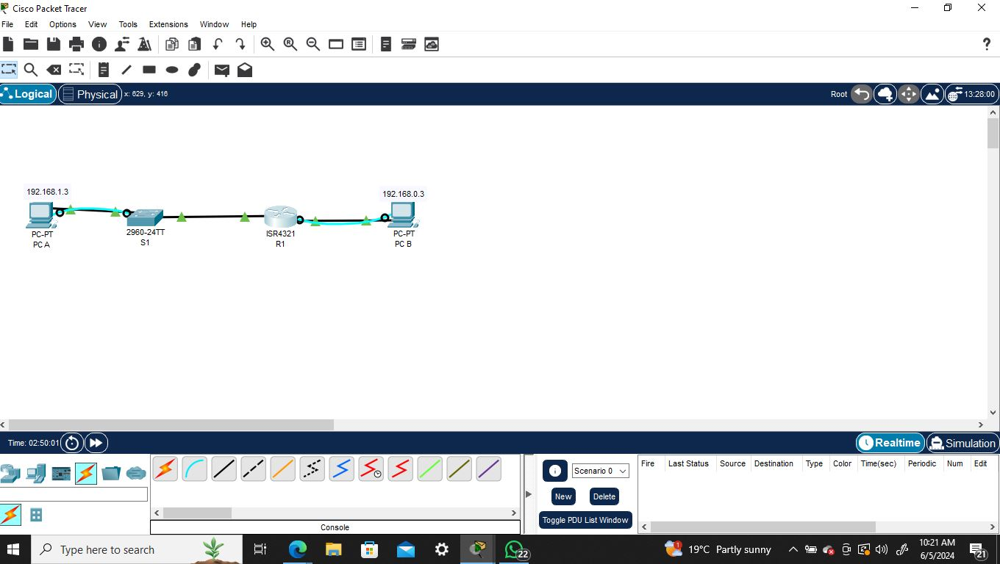 Cisco Packet Tracer
File Edit Options View Tools Extensions Window Help
?
Logical Physical x: 629, y: 416 Root 13:28:00
192.168.1.3
192.168.0.3
PC-PT
PC A
2960-24TT
S1
ISR4321
R1
PC-PT
PC B
Time: 02:50:01 Realtime Simulation
Scenario 0
New Delete
Toggle PDU List Window
Fire Last Status Source Destination Type Color Time(sec) Periodic Num Edit
Console
Type here to search
22
1
19°C Partly sunny
10:21 AM
6/5/2024
21